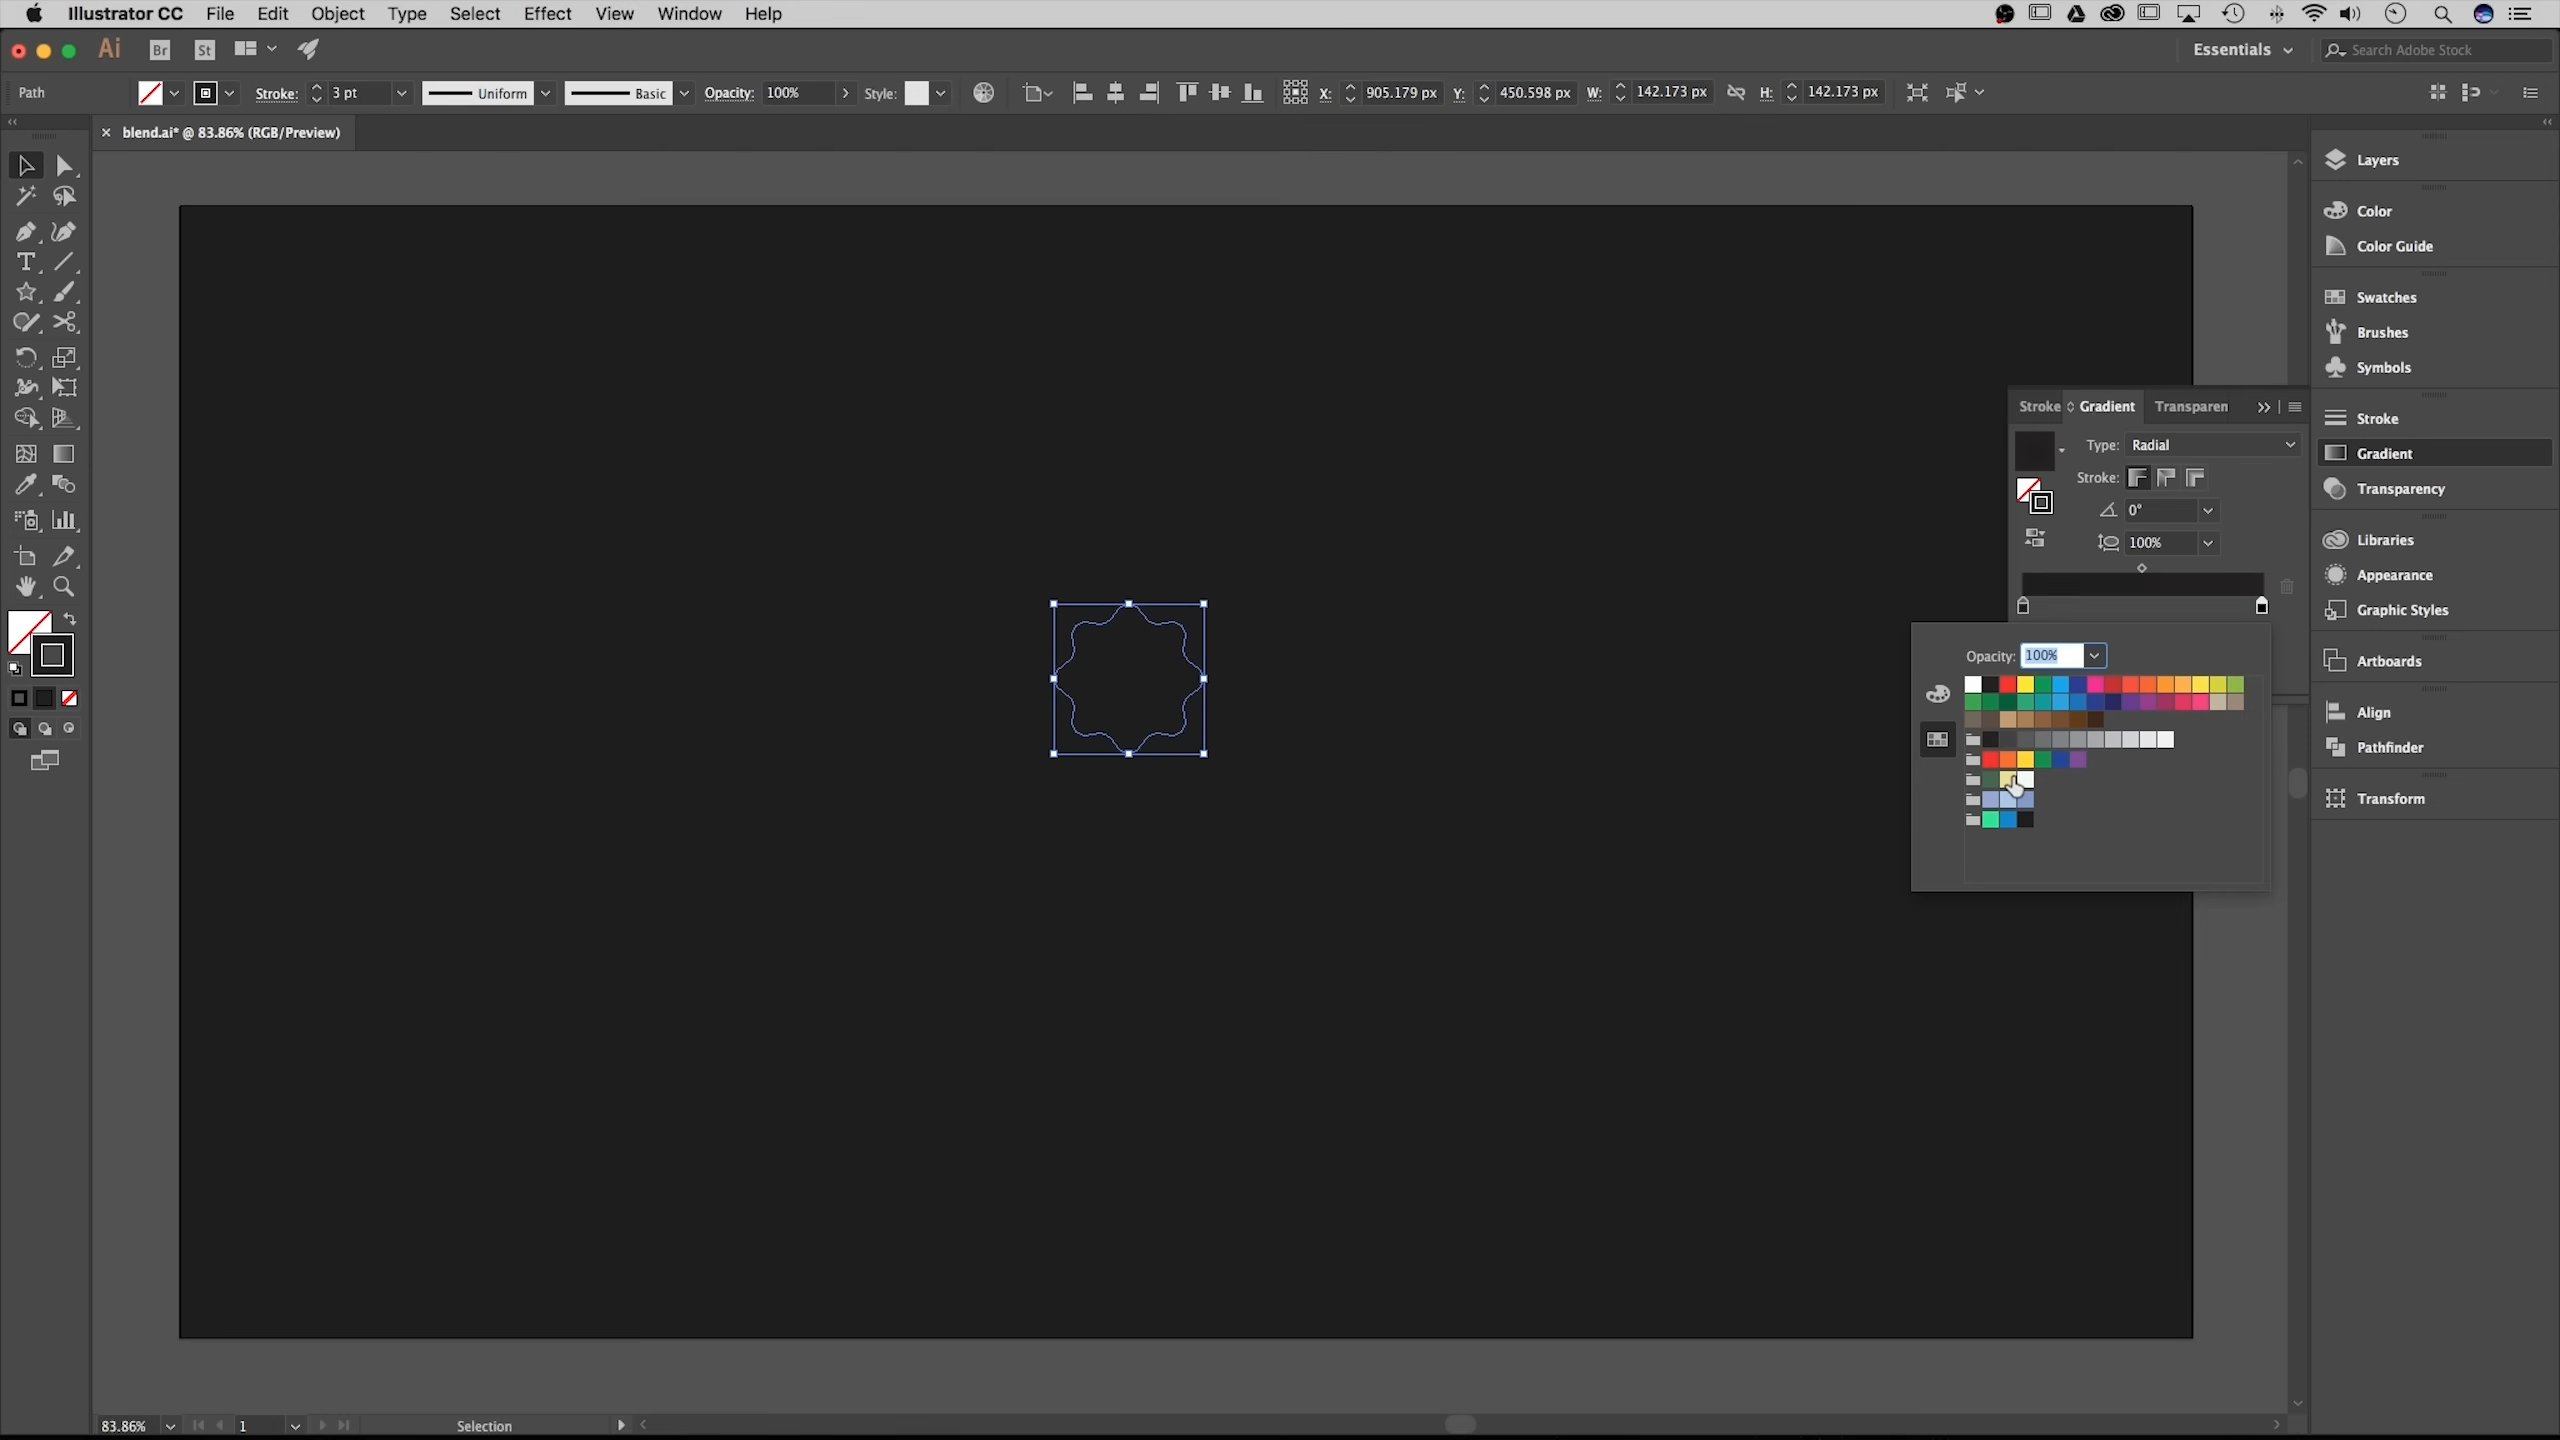 Illustrator CC File Edit Object Type Select Effect View Window Help
Ai Br St Essentials Search Adobe Stock
Path Stroke: 3 pt Uniform Basic Opacity: 100% Style: X: 905.179 px Y: 450.598 px W: 142.173 px H: 142.173 px
blend.ai* @ 83.86% (RGB/Preview)
Layers
Color
Color Guide
Swatches
Brushes
Symbols
Stroke Gradient Transparen
Type: Radial
Stroke:
0°
100%
Opacity: 100%
Stroke
Gradient
Transparency
Libraries
Appearance
Graphic Styles
Artboards
Align
Pathfinder
Transform
83.86% 1 Selection